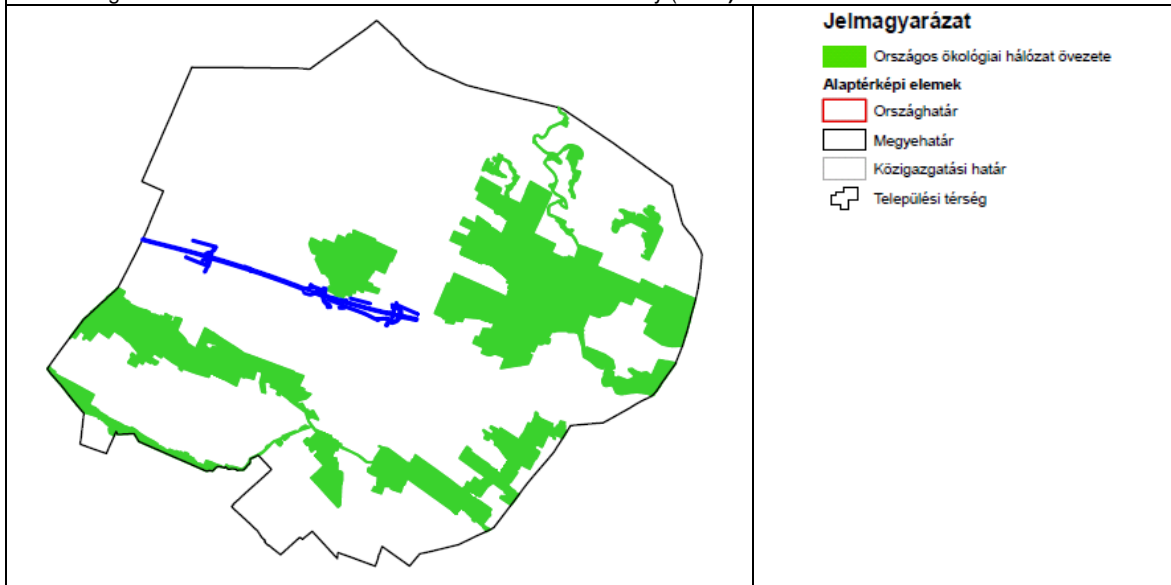 Jelmagyarázat
Országos ökológiai hálózat övezete
Alaptérképi elemek
Országhatár
Megyehatár
Közigazgatási határ
Települési térség